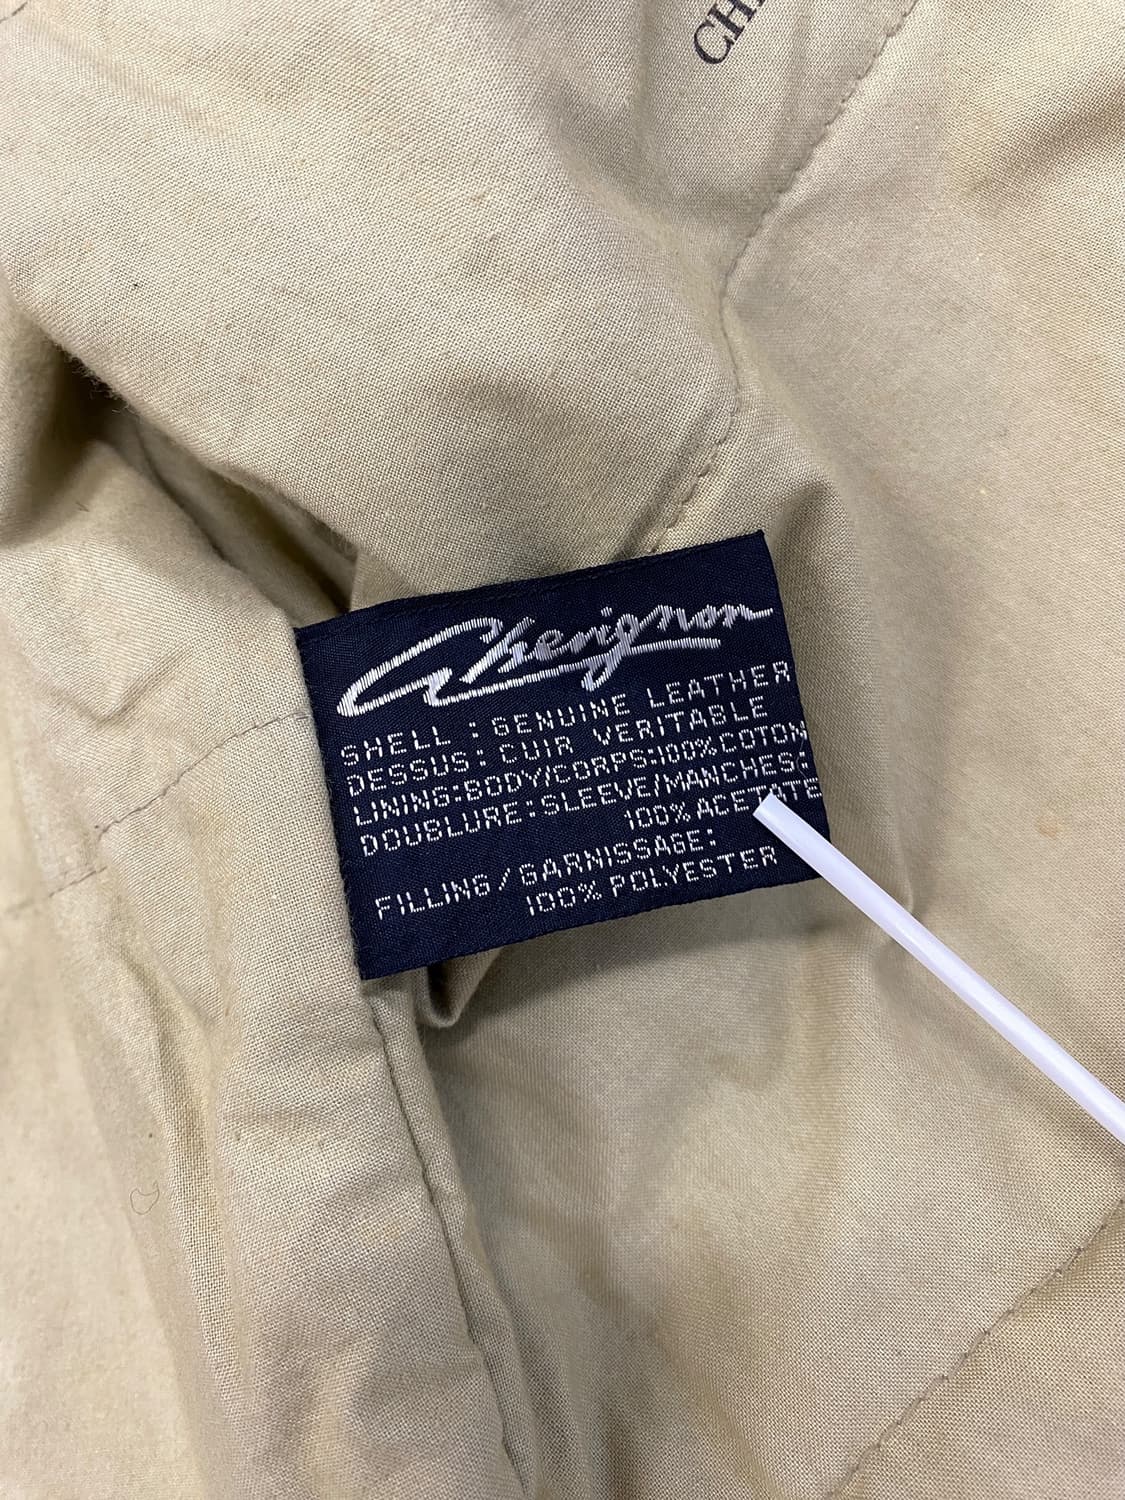 CH
Chevignon
SHELL : GENUINE LEATHER
DESSUS: CUIR VERITABLE
LINING:BODY/CORPS:100% COTON
DOUBLURE:SLEEVE/MANCHES:
100% ACETATE
FILLING / GARNISSAGE:
100% POLYESTER